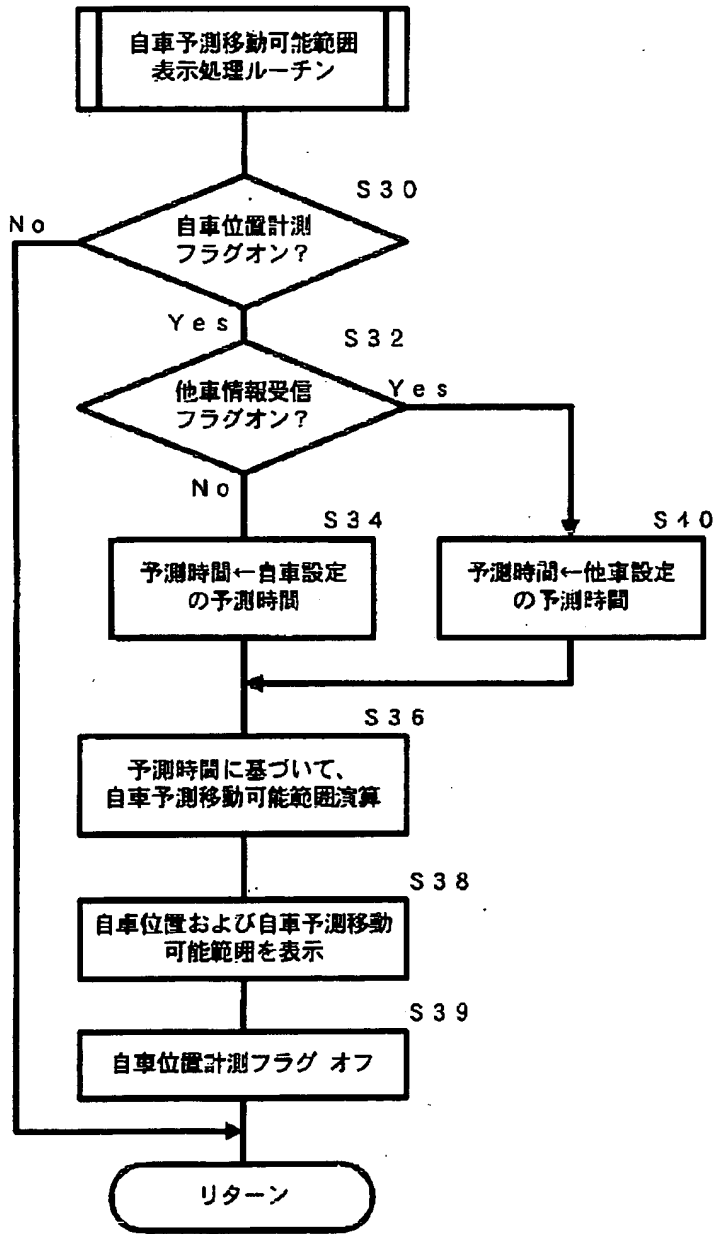 自車予測移動可能範囲
表示処理ルーチン
S30
No
自車位置計測
フラグオン?
Yes
S32
他車情報受信
フラグオン?
Yes
No
S34
S40
予測時間←自車設定
の予測時間
予測時間←他車設定
の予測時間
S36
予測時間に基づいて、
自車予測移動可能範囲演算
S38
自車位置および自車予測移動
可能範囲を表示
S39
自車位置計測フラグ オフ
リターン